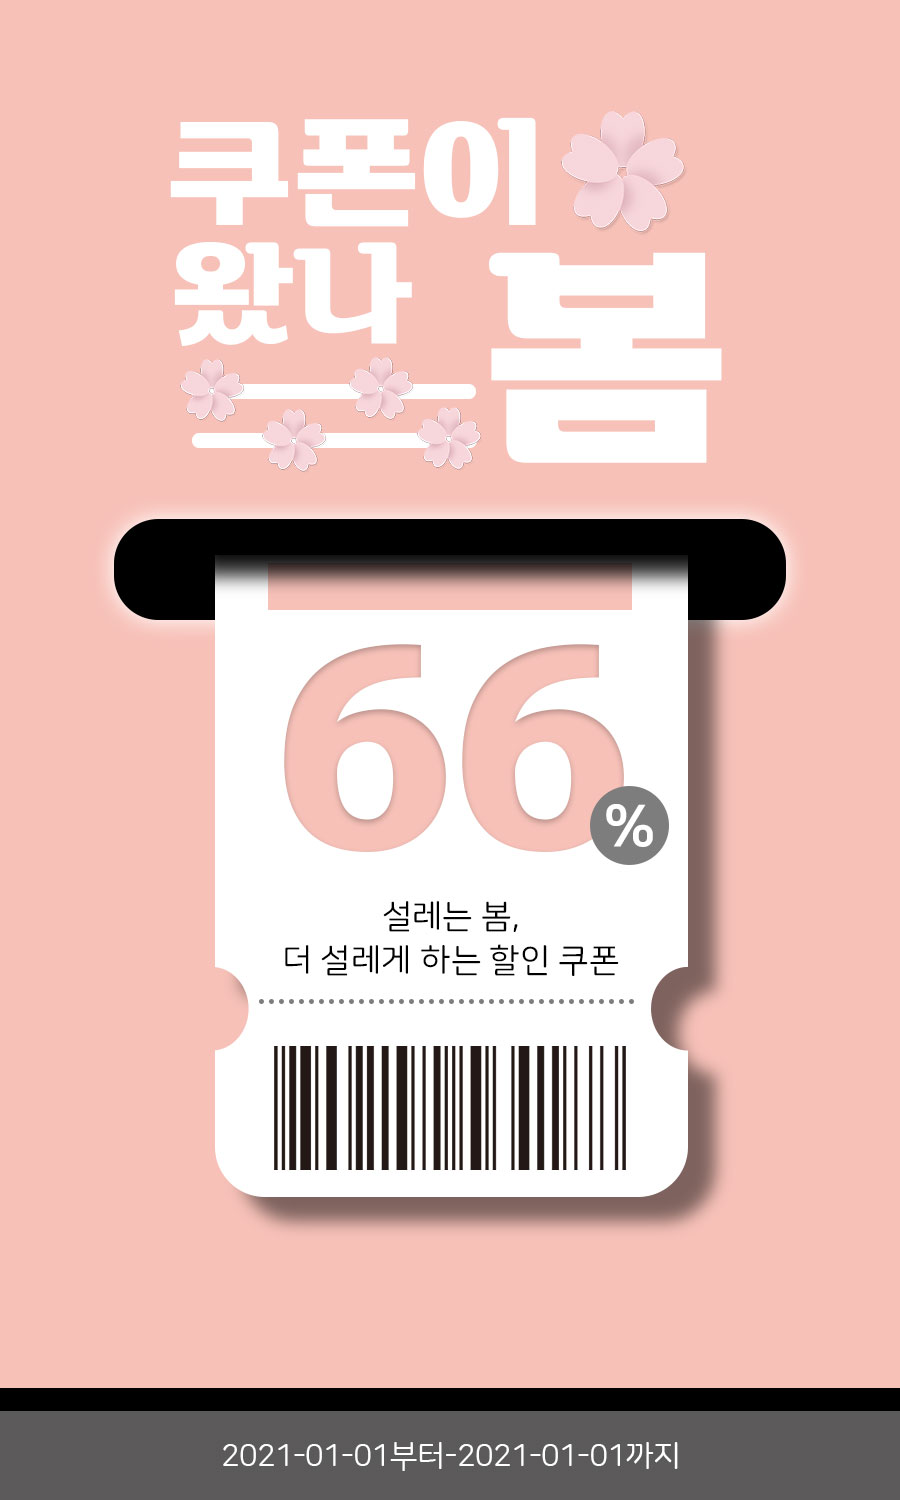 쿠폰이
왔나 봄
66%
설레는 봄,
더 설레게 하는 할인 쿠폰
2021-01-01부터-2021-01-01까지